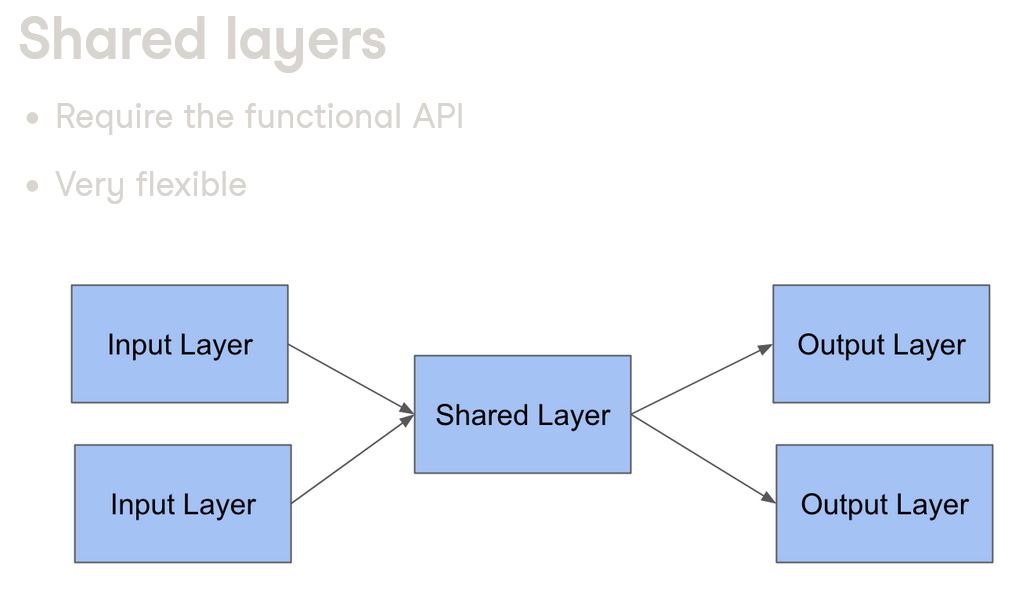 Shared layers
• Require the functional API
• Very flexible
Input Layer
Output Layer
Shared Layer
Input Layer
Output Layer